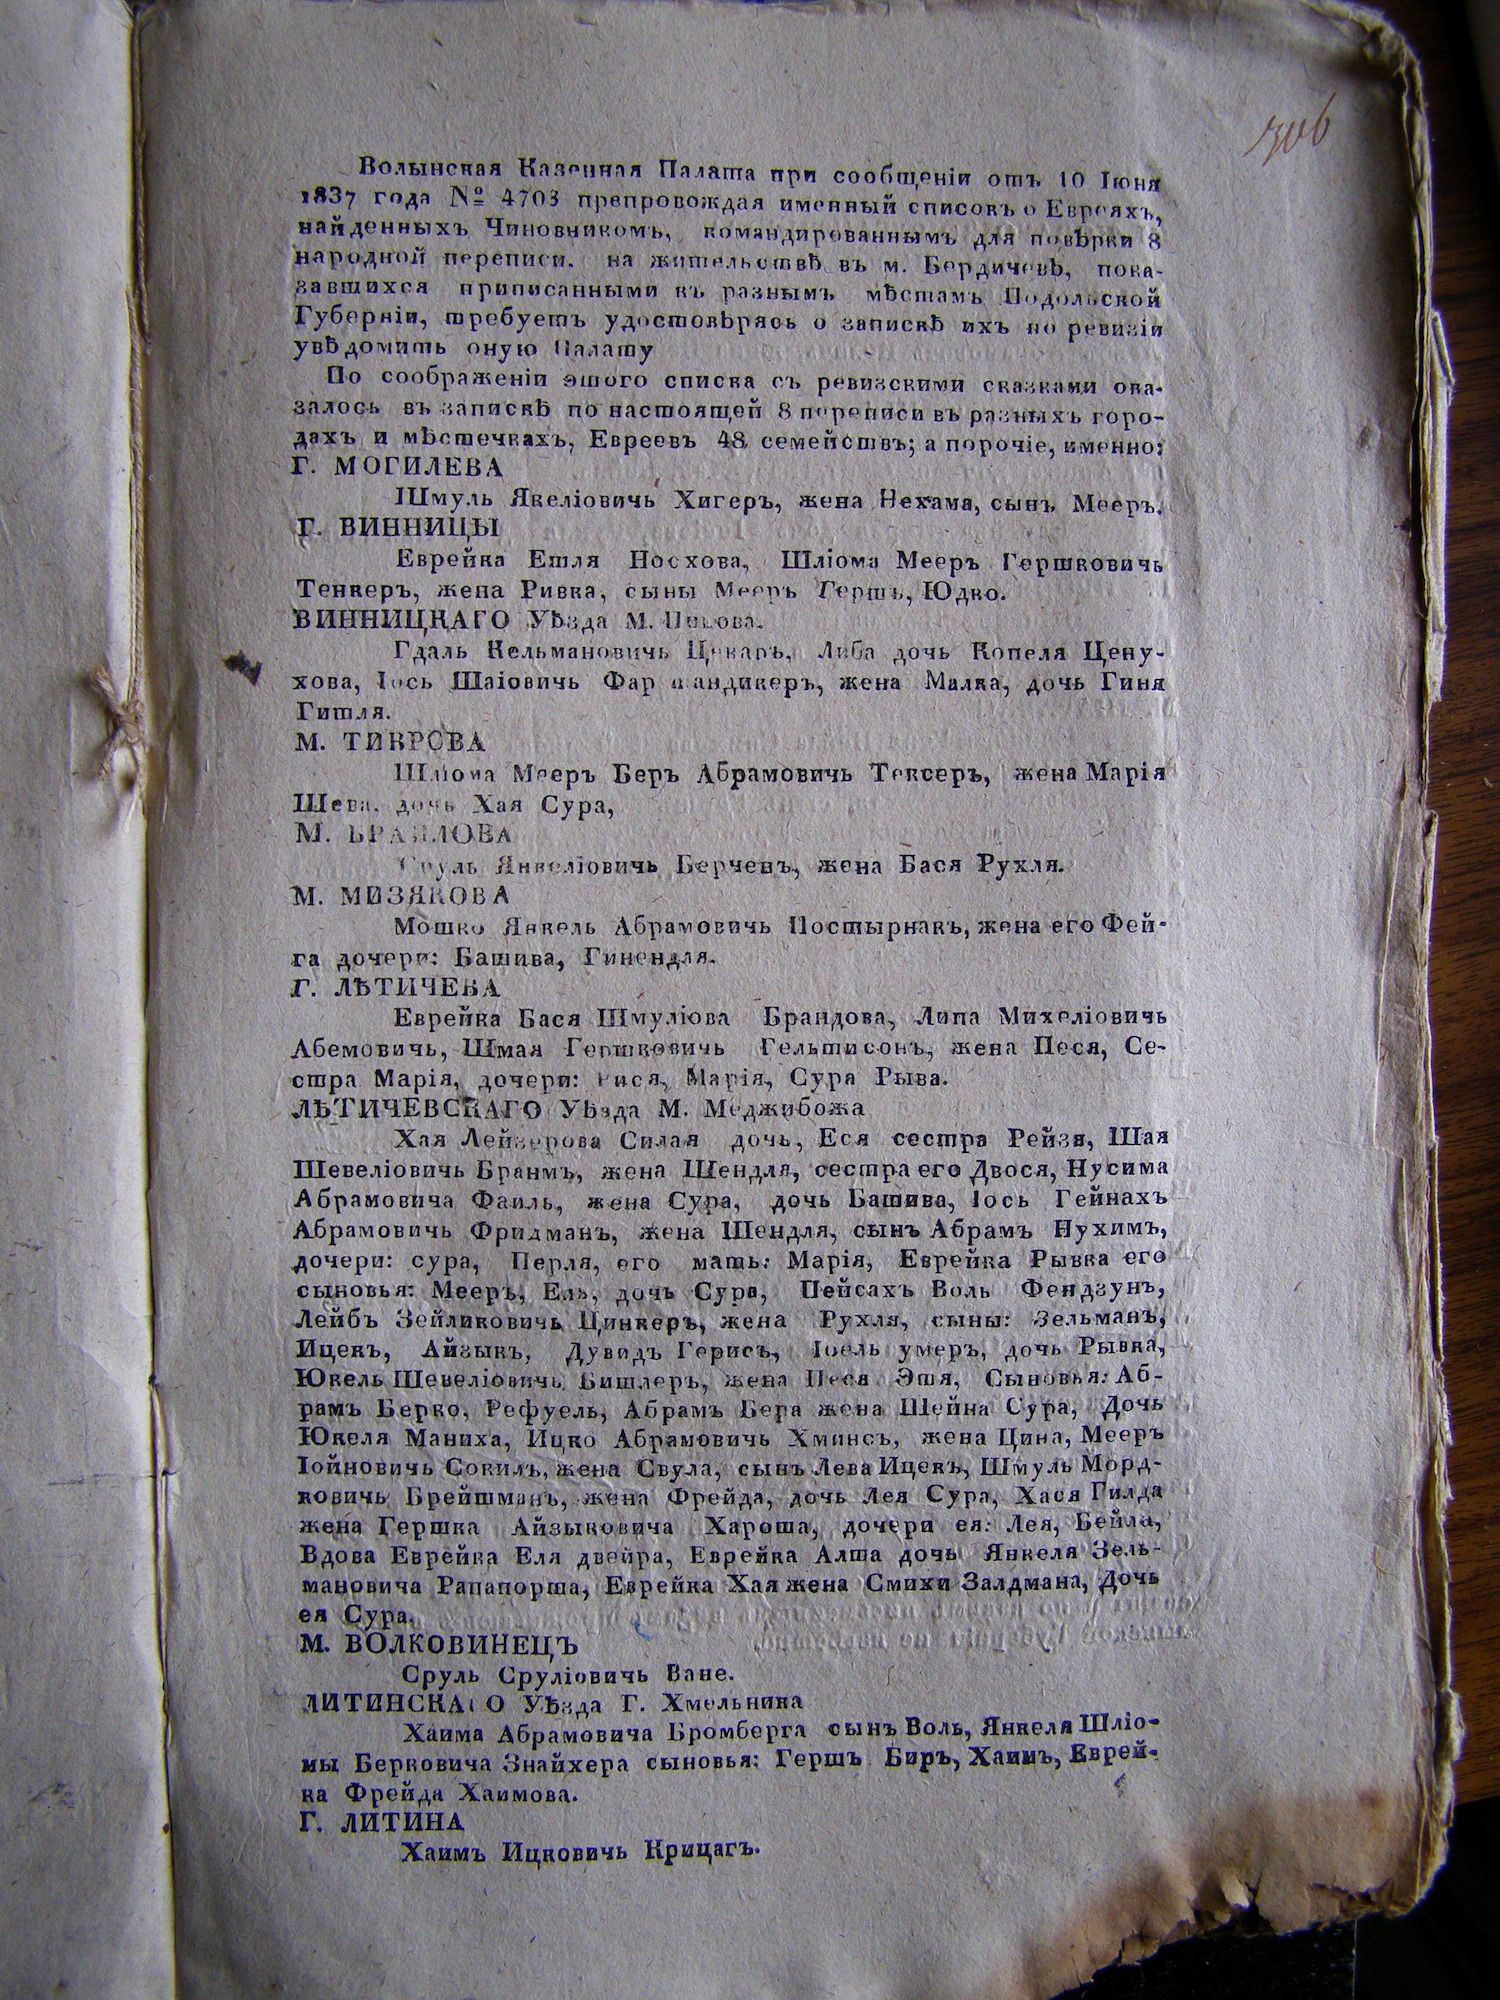 306
Волынская Казенная Палата при сообщеніи отъ 10 Іюня
1837 года № 4703 препровождая именный списокъ о Евреяхъ,
найденныхъ Чиновникомъ, командированнымъ для повѣрки 8
народной переписи, на жительствѣ въ м. Бердичевѣ, пока-
завшихся приписанными къ разнымъ мѣстамъ Подольской
Губерніи, требуетъ удостовѣрясь о запискѣ ихъ по ревизіи
увѣдомить оную Палату
По соображеніи этого списка съ ревизскими сказками ока-
залось въ запискѣ по настоящей 8 переписи въ разныхъ горо-
дахъ и мѣстечкахъ, Евреевъ 48 семействъ; а порочіе, именно:
Г. МОГИЛЕВА
Шмуль Явеліовичь Хигеръ, жена Нехама, сынъ Мееръ.
Г. ВИННИЦЫ
Еврейка Етля Носхова, Шліома Мееръ Гершковичь
Тенкеръ, жена Ривка, сыны Мееръ Гершъ, Юдко.
ВИННИЦКАГО Уѣзда М. Пикова.
Гдаль Кельмановичь Либа дочь Копеля Цену-
хова, Іось Шаіовичь жена Малка, дочь Гиня
Гитля.
М. ТИВРОВА
Шліома Мееръ Беръ Абрамовичь Тексеръ, жена Марія
Шева, дочь Хая Сура,
М. БРАИЛОВА
Сруль Янкеліовичь Берченъ, жена Бася Рухля.
М. МИЗЯКОВА
Мошко Янкель Абрамовичь Постырнакъ, жена его Фей-
га дочери: Башива, Гинендля.
Г. ЛѢТИЧЕВА
Еврейка Бася Шмуліова Брандова, Липа Михеліовичь
Абемовичь, Шмая Гершковичь Гельтисонъ, жена Песя, Се-
стра Марія, дочери: Рися, Марія, Сура Рыва.
ЛѢТИЧЕВСКАГО Уѣзда М. Меджибожа
Хая Лейзерова Силая дочь, Еся сестра Рейзя, Шая
Шевеліовичь Бранмъ, жена Шендля, сестра его Двося, Нусима
Абрамовича Фаиль, жена Сура, дочь Башива, Іось Гейнахъ
Абрамовичь Фридманъ, жена Шендля, сынъ Абрамъ Нухимъ,
дочери: сура, Перля, его мать: Марія, Еврейка Рывка его
сыновья: Мееръ, Ель, дочь Сура, Пейсахъ Воль Фендзунъ,
Лейбъ Зейликовичь Цинкеръ, жена Рухля, сыны: Зельманъ,
Ицекъ, Айзыкъ, Дувидъ Герисъ, Іоель умеръ, дочь Рывка,
Юкель Шевеліовичь Бишлеръ, жена Песя Этя, Сыновья: Аб-
рамъ Берко, Рефуель, Абрамъ Бера жена Шейна Сура, Дочь
Юкеля Маниха, Ицко Абрамовичь Хминсъ, жена Цина, Мееръ
Іойновичь Сокилъ, жена Свула, сынъ Лева Ицекъ, Шмуль Морд-
ковичь Брейтманъ, жена Фрейда, дочь Лея Сура, Хася Гилда
жена Гершка Айзыковича Хароша, дочери ея: Лея, Бейла,
Вдова Еврейка Еля двейра, Еврейка Алта дочь Янкеля Зель-
мановича Рапапорта, Еврейка Хая жена Смихи Залдмана, Дочь
ея Сура.
М. ВОЛКОВИНЕЦЪ
Сруль Сруліовичь Ване.
ЛИТИНСКАГО Уѣзда Г. Хмельника
Хаима Абрамовича Бромберга сынъ Воль, Янкеля Шліо-
мы Берковича Знайхера сыновья: Гершъ Биръ, Хаимъ, Еврей-
ка Фрейда Хаимова.
Г. ЛИТИНА
Хаимъ Ицковичь Крицагъ.